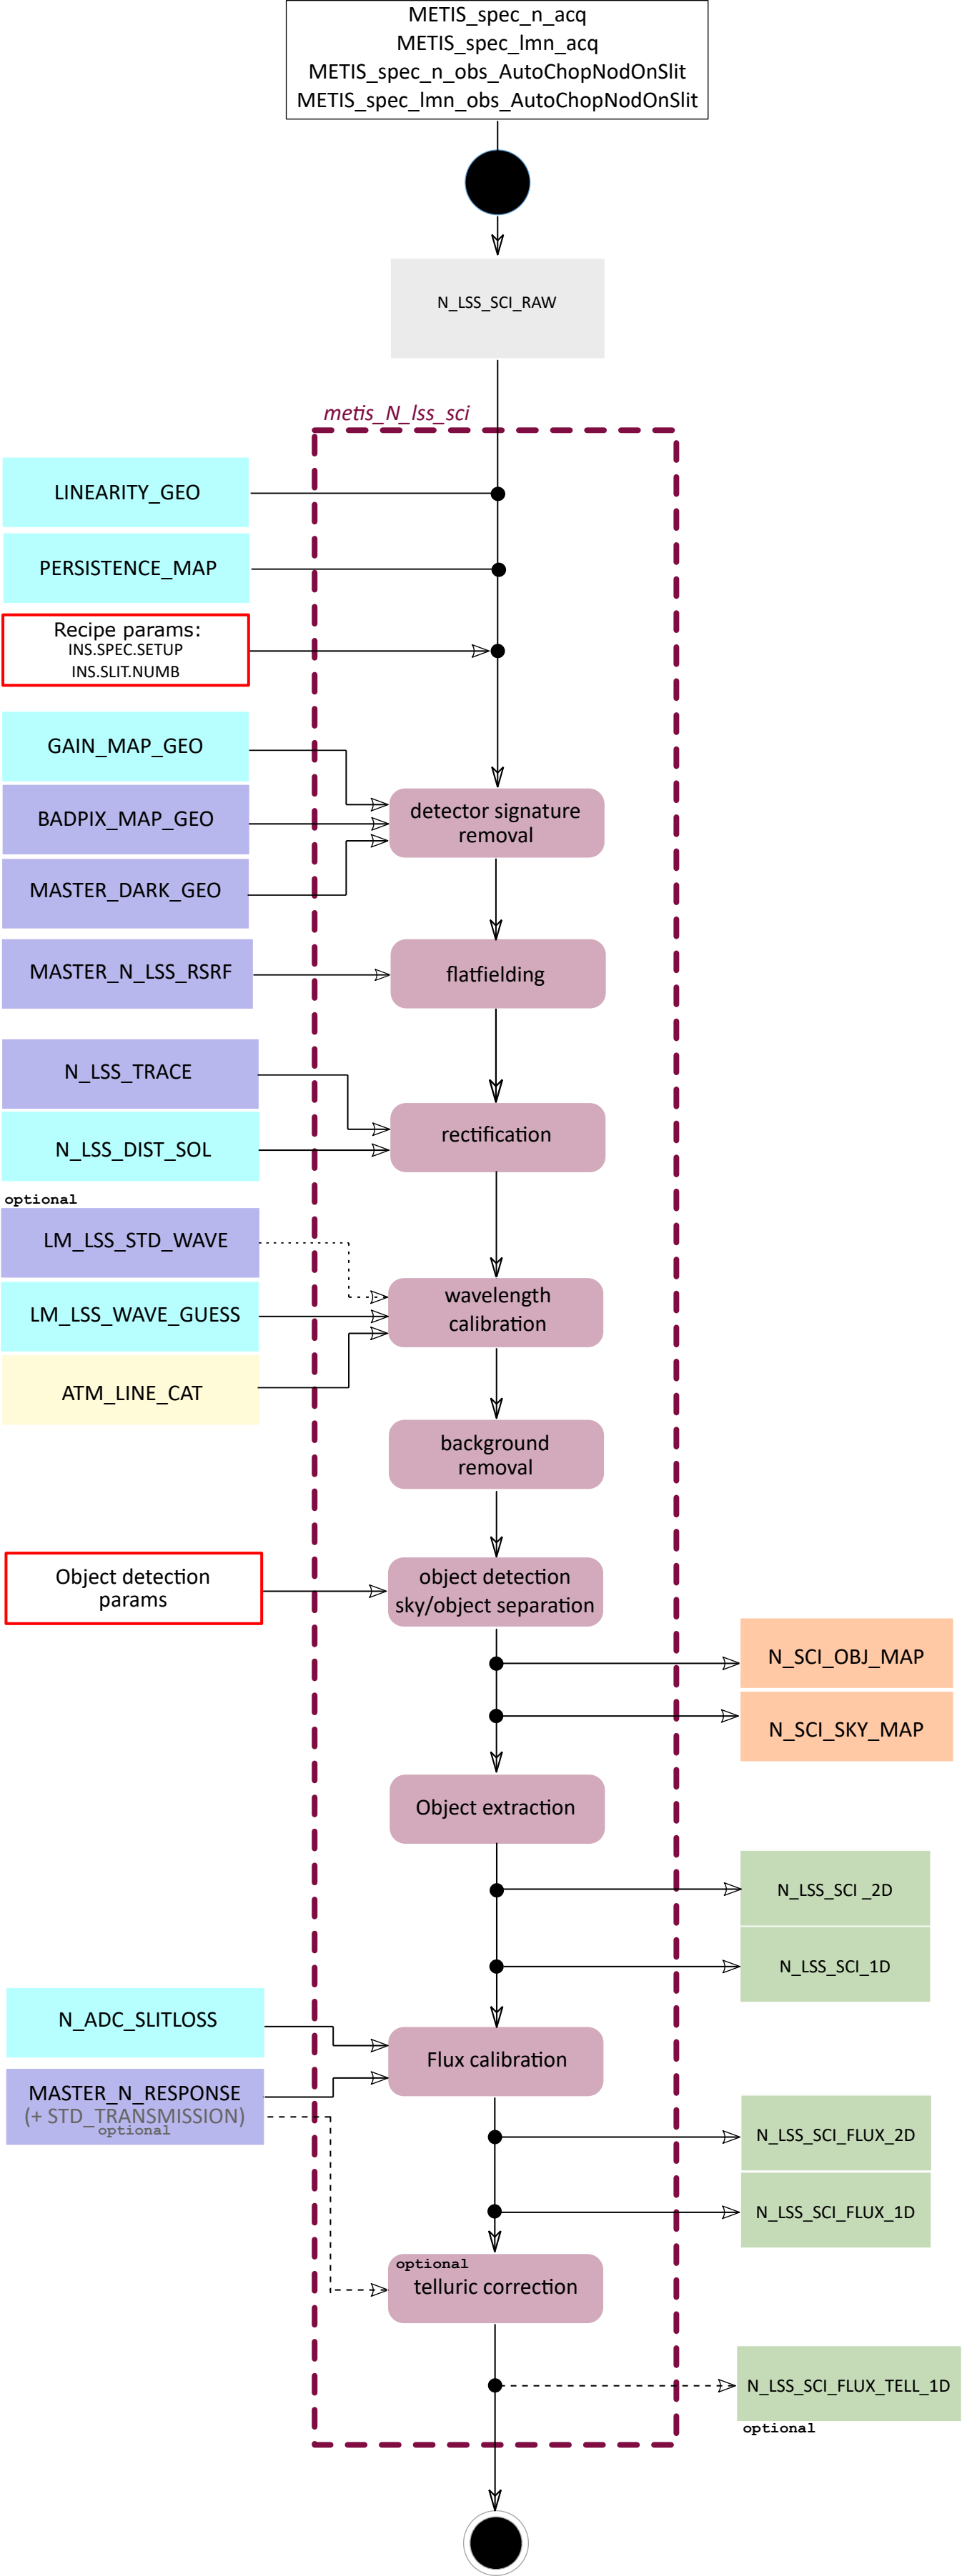 METIS_spec_n_acq
METIS_spec_lmn_acq
METIS_spec_n_obs_AutoChopNodOnSlit
METIS_spec_lmn_obs_AutoChopNodOnSlit
N_LSS_SCI_RAW
metis_N_lss_sci
LINEARITY_GEO
PERSISTENCE_MAP
Recipe params:
INS.SPEC.SETUP
INS.SLIT.NUMB
GAIN_MAP_GEO
BADPIX_MAP_GEO
MASTER_DARK_GEO
detector signature
removal
MASTER_N_LSS_RSRF
flatfielding
N_LSS_TRACE
N_LSS_DIST_SOL
rectification
optional
LM_LSS_STD_WAVE
LM_LSS_WAVE_GUESS
ATM_LINE_CAT
wavelength
calibration
background
removal
Object detection
params
object detection
sky/object separation
N_SCI_OBJ_MAP
N_SCI_SKY_MAP
Object extraction
N_LSS_SCI _2D
N_LSS_SCI_1D
N_ADC_SLITLOSS
MASTER_N_RESPONSE
(+ STD_TRANSMISSION)
optional
Flux calibration
N_LSS_SCI_FLUX_2D
N_LSS_SCI_FLUX_1D
optional
telluric correction
N_LSS_SCI_FLUX_TELL_1D
optional